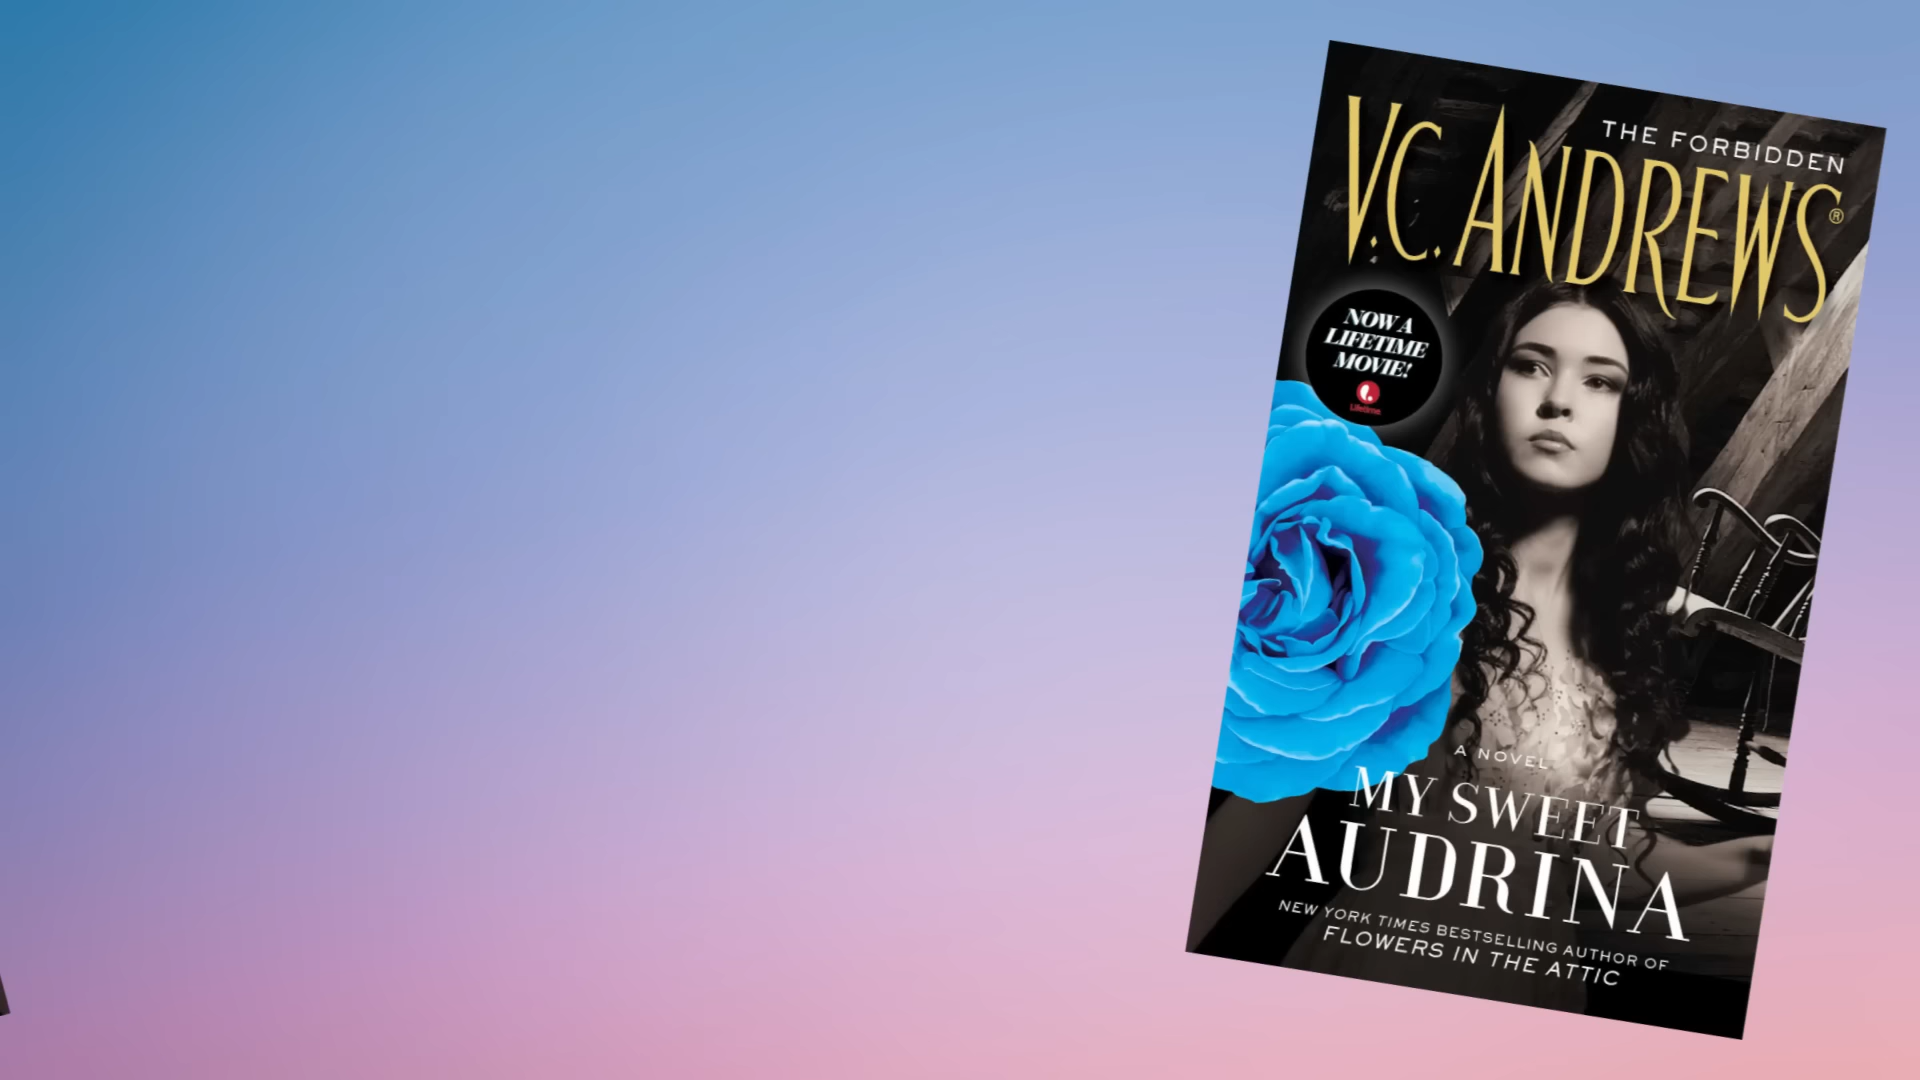 THE FORBIDDEN
V.C. ANDREWS®
NOW A
LIFETIME
MOVIE!
Lifetime
A NOVEL
MY SWEET
AUDRINA
NEW YORK TIMES BESTSELLING AUTHOR OF
FLOWERS IN THE ATTIC